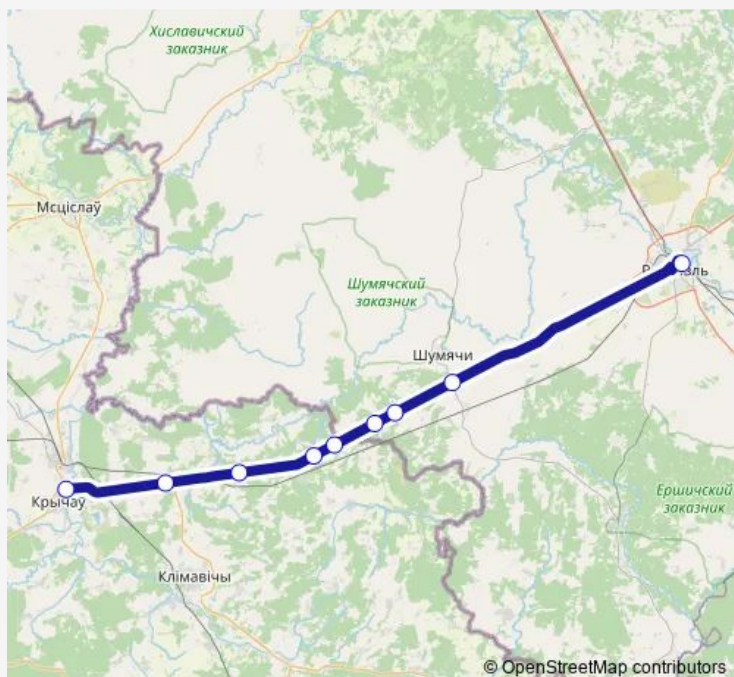 Хиславичский
заказник
Мсціслаў
Шумячский
заказник
Шумячи
Крычаў
Ершичский
заказник
Клімавічы
© OpenStreetMap contributors